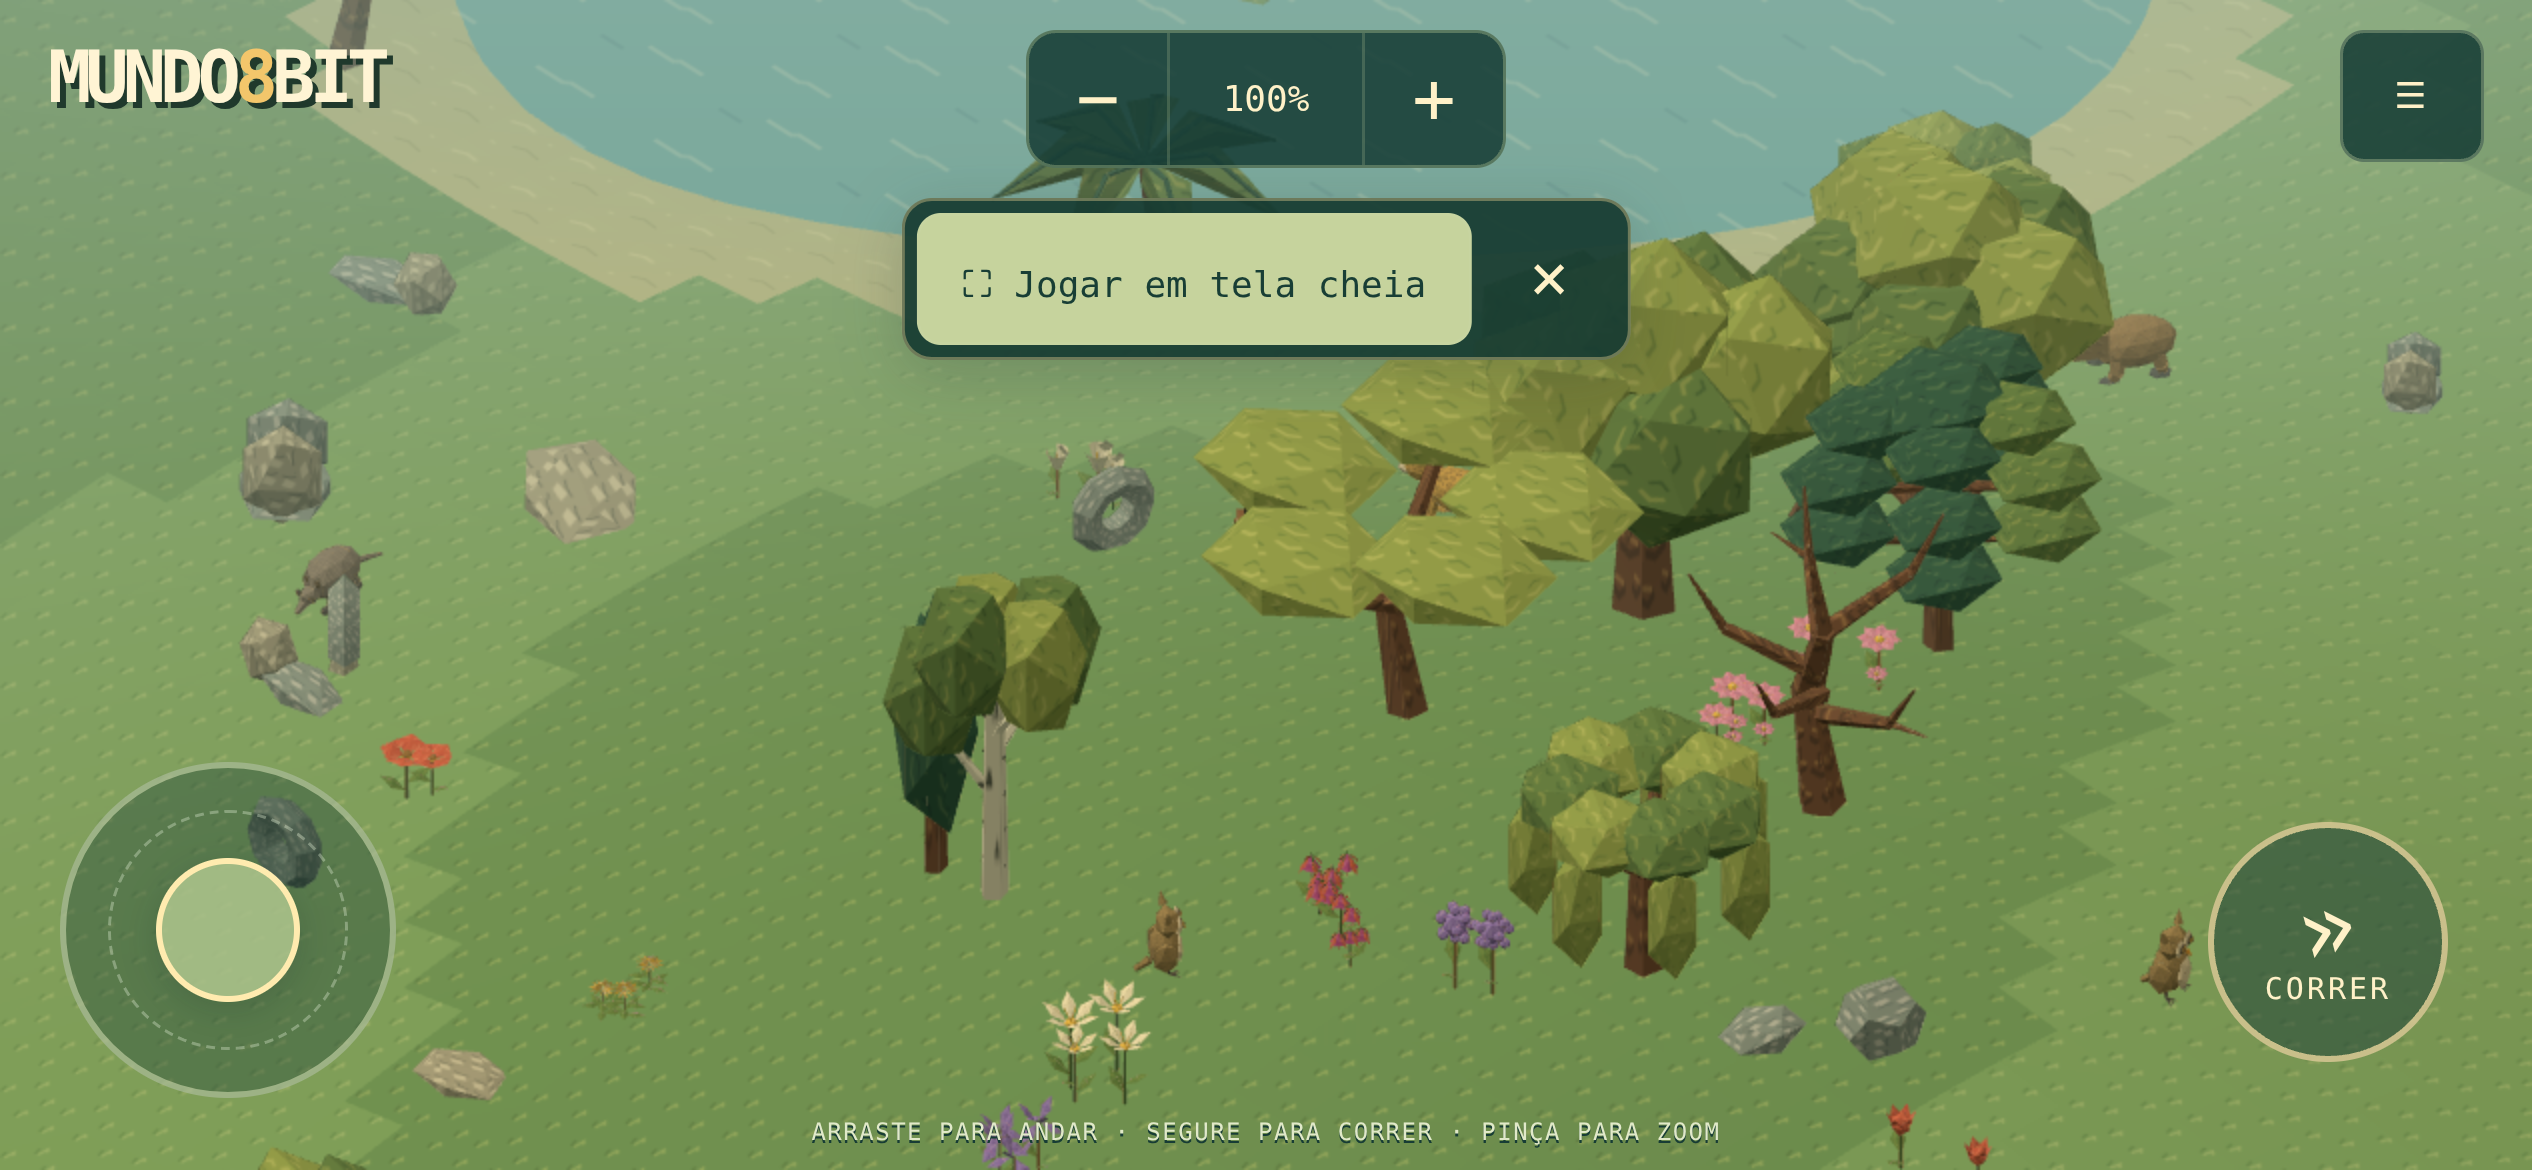 MUNDO8BIT
− 100% +
Jogar em tela cheia ×
» CORRER
ARRASTE PARA ANDAR · SEGURE PARA CORRER · PINÇA PARA ZOOM